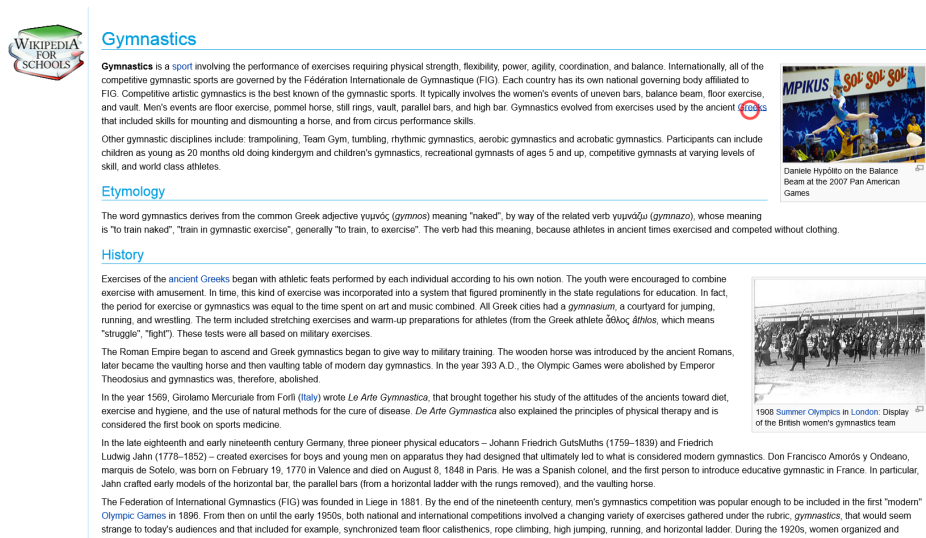 WIKIPEDIA
FOR
SCHOOLS
Gymnastics
Gymnastics is a sport involving the performance of exercises requiring physical strength, flexibility, power, agility, coordination, and balance. Internationally, all of the
competitive gymnastic sports are governed by the Fédération Internationale de Gymnastique (FIG). Each country has its own national governing body affiliated to
FIG. Competitive artistic gymnastics is the best known of the gymnastic sports. It typically involves the women's events of uneven bars, balance beam, floor exercise,
and vault. Men's events are floor exercise, pommel horse, still rings, vault, parallel bars, and high bar. Gymnastics evolved from exercises used by the ancient Greeks
that included skills for mounting and dismounting a horse, and from circus performance skills.
Other gymnastic disciplines include: trampolining, Team Gym, tumbling, rhythmic gymnastics, aerobic gymnastics and acrobatic gymnastics. Participants can include
children as young as 20 months old doing kindergym and children's gymnastics, recreational gymnasts of ages 5 and up, competitive gymnasts at varying levels of
skill, and world class athletes.
MPIKUS SOL SOL SOL
Daniele Hypólito on the Balance
Beam at the 2007 Pan American
Games
Etymology
The word gymnastics derives from the common Greek adjective γυμνός (gymnos) meaning "naked", by way of the related verb γυμνάζω (gymnazo), whose meaning
is "to train naked", "train in gymnastic exercise", generally "to train, to exercise". The verb had this meaning, because athletes in ancient times exercised and competed without clothing.
History
Exercises of the ancient Greeks began with athletic feats performed by each individual according to his own notion. The youth were encouraged to combine
exercise with amusement. In time, this kind of exercise was incorporated into a system that figured prominently in the state regulations for education. In fact,
the period for exercise or gymnastics was equal to the time spent on art and music combined. All Greek cities had a gymnasium, a courtyard for jumping,
running, and wrestling. The term included stretching exercises and warm-up preparations for athletes (from the Greek athlete ἆθλος âthlos, which means
"struggle", "fight"). These tests were all based on military exercises.
The Roman Empire began to ascend and Greek gymnastics began to give way to military training. The wooden horse was introduced by the ancient Romans,
later became the vaulting horse and then vaulting table of modern day gymnastics. In the year 393 A.D., the Olympic Games were abolished by Emperor
Theodosius and gymnastics was, therefore, abolished.
In the year 1569, Girolamo Mercuriale from Forlì (Italy) wrote Le Arte Gymnastica, that brought together his study of the attitudes of the ancients toward diet,
exercise and hygiene, and the use of natural methods for the cure of disease. De Arte Gymnastica also explained the principles of physical therapy and is
considered the first book on sports medicine.
1908 Summer Olympics in London: Display
of the British women's gymnastics team
In the late eighteenth and early nineteenth century Germany, three pioneer physical educators – Johann Friedrich GutsMuths (1759–1839) and Friedrich
Ludwig Jahn (1778–1852) – created exercises for boys and young men on apparatus they had designed that ultimately led to what is considered modern gymnastics. Don Francisco Amorós y Ondeano,
marquis de Sotelo, was born on February 19, 1770 in Valence and died on August 8, 1848 in Paris. He was a Spanish colonel, and the first person to introduce educative gymnastic in France. In particular,
Jahn crafted early models of the horizontal bar, the parallel bars (from a horizontal ladder with the rungs removed), and the vaulting horse.
The Federation of International Gymnastics (FIG) was founded in Liege in 1881. By the end of the nineteenth century, men's gymnastics competition was popular enough to be included in the first "modern"
Olympic Games in 1896. From then on until the early 1950s, both national and international competitions involved a changing variety of exercises gathered under the rubric, gymnastics, that would seem
strange to today's audiences and that included for example, synchronized team floor calisthenics, rope climbing, high jumping, running, and horizontal ladder. During the 1920s, women organized and